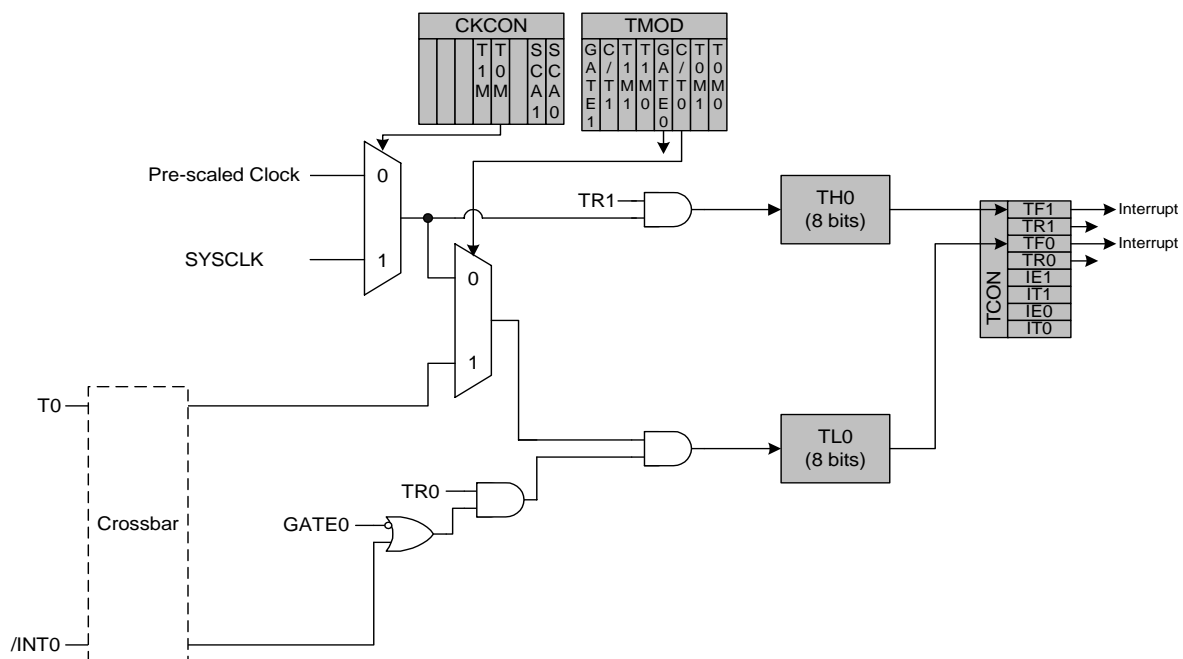 CKCON
T1M
T0M
SCA1
SCA0
TMOD
GATE1
C/T1
T1M1
T1M0
GATE0
C/T0
T0M1
T0M0
Pre-scaled Clock
0
SYSCLK
1
TR1
TH0
(8 bits)
TCON
TF1
TR1
TF0
TR0
IE1
IT1
IE0
IT0
Interrupt
Interrupt
0
1
T0
Crossbar
/INT0
TR0
GATE0
TL0
(8 bits)